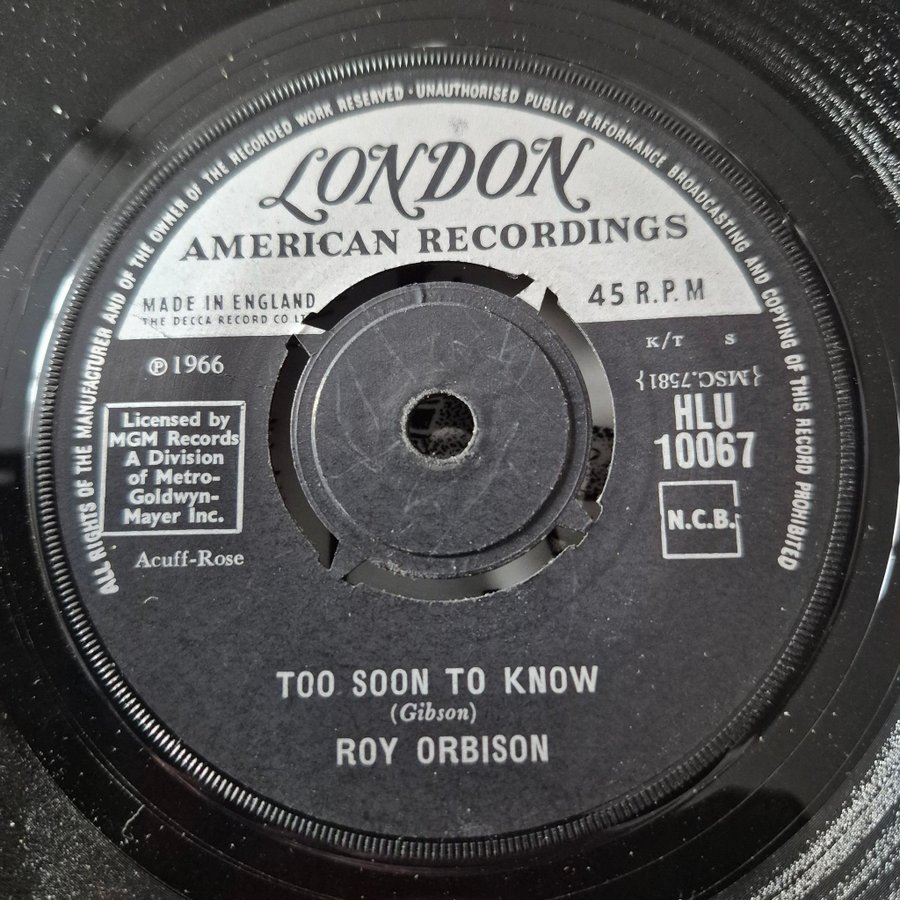 ALL RIGHTS OF THE MANUFACTURER AND OF THE OWNER OF THE RECORDED WORK RESERVED · UNAUTHORISED PUBLIC PERFORMANCE BROADCASTING AND COPYING OF THIS RECORD PROHIBITED
LONDON
AMERICAN RECORDINGS
MADE IN ENGLAND
THE DECCA RECORD CO. LT
45 R.P.M
K/T S
℗ 1966
{MSC.7581}
HLU
10067
Licensed by
MGM Records
A Division
of Metro-
Goldwyn-
Mayer Inc.
N.C.B.
Acuff-Rose
TOO SOON TO KNOW
(Gibson)
ROY ORBISON